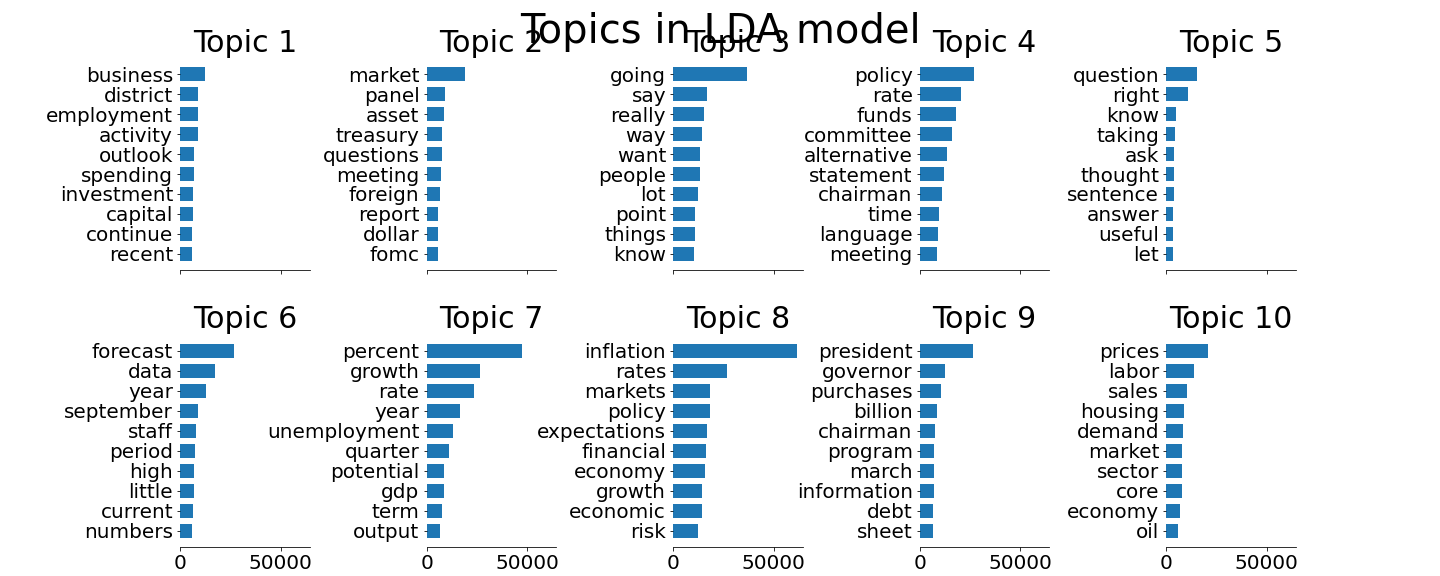 Topics in LDA model
Topic 1
business
district
employment
activity
outlook
spending
investment
capital
continue
recent
Topic 2
market
panel
asset
treasury
questions
meeting
foreign
report
dollar
fomc
Topic 3
going
say
really
way
want
people
lot
point
things
know
Topic 4
policy
rate
funds
committee
alternative
statement
chairman
time
language
meeting
Topic 5
question
right
know
taking
ask
thought
sentence
answer
useful
let
Topic 6
forecast
data
year
september
staff
period
high
little
current
numbers
0 50000
Topic 7
percent
growth
rate
year
unemployment
quarter
potential
gdp
term
output
0 50000
Topic 8
inflation
rates
markets
policy
expectations
financial
economy
growth
economic
risk
0 50000
Topic 9
president
governor
purchases
billion
chairman
program
march
information
debt
sheet
0 50000
Topic 10
prices
labor
sales
housing
demand
market
sector
core
economy
oil
0 50000